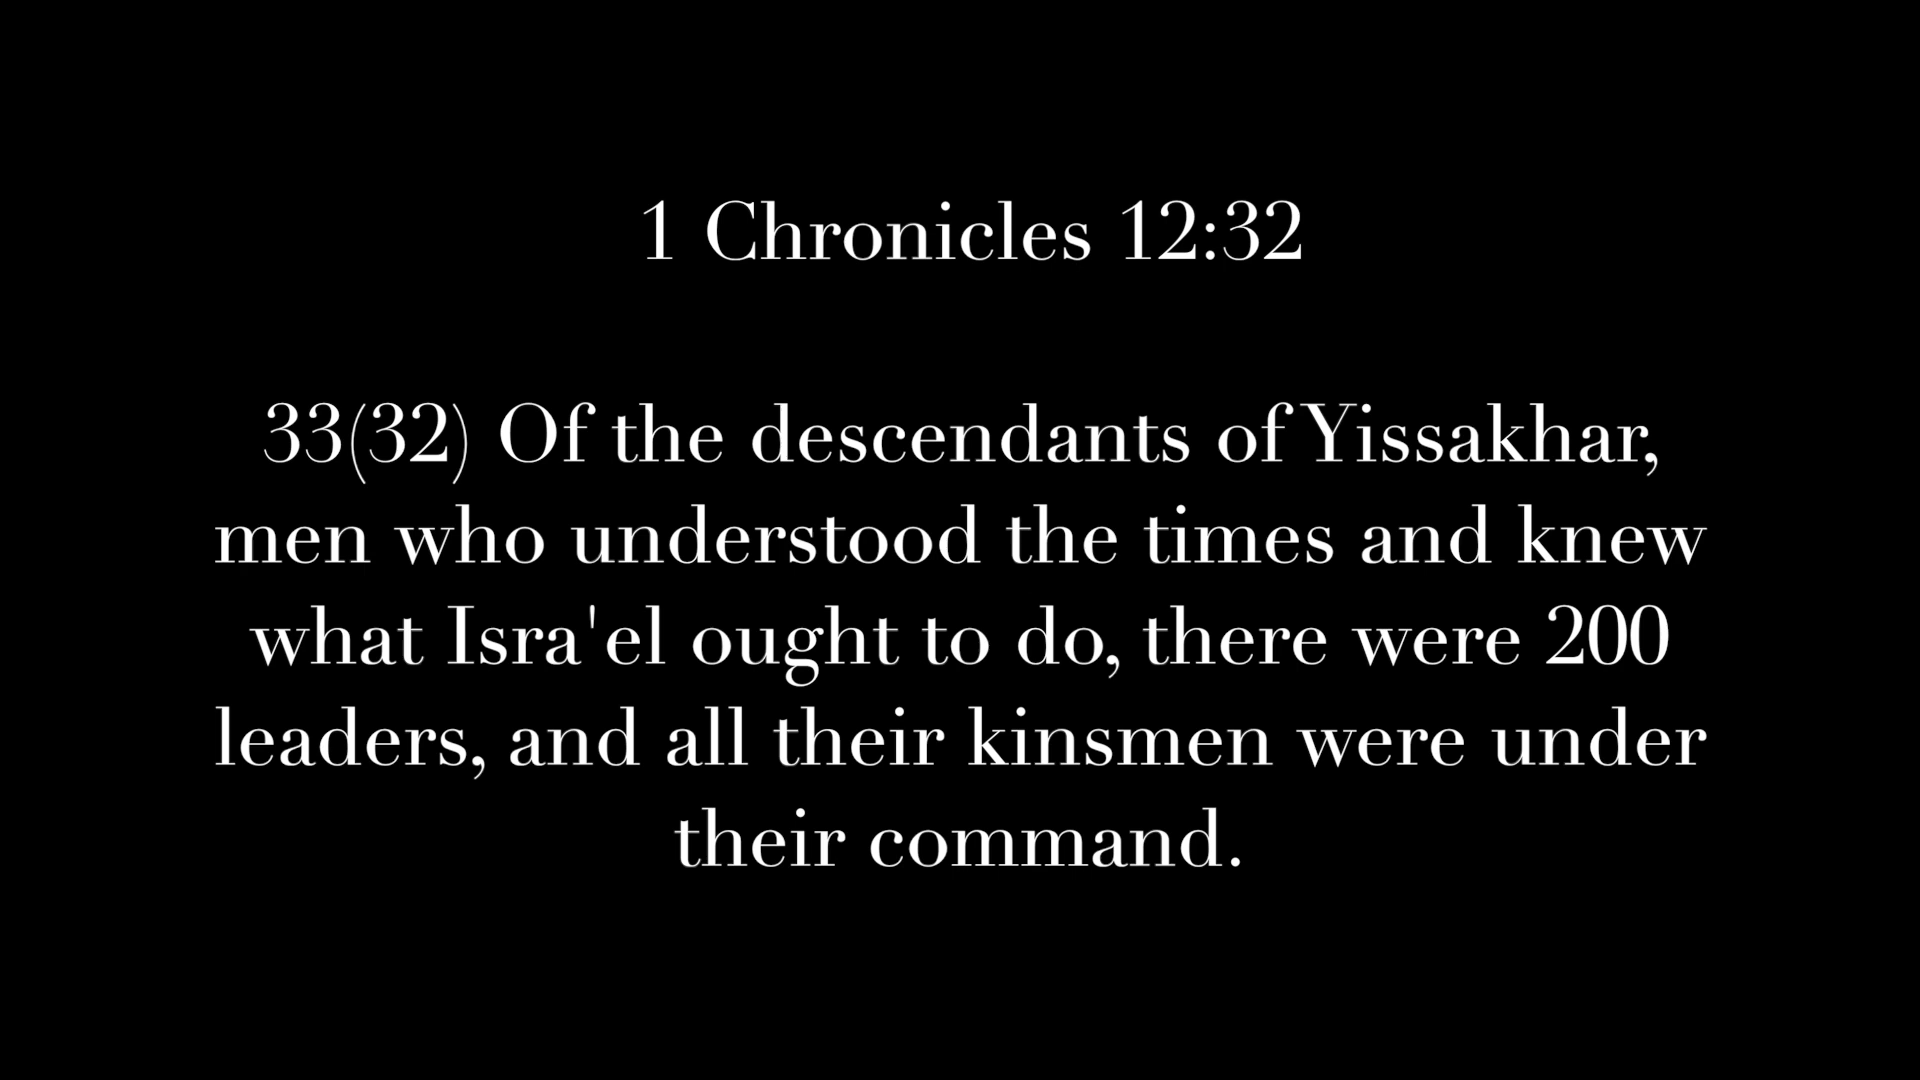 1 Chronicles 12:32
33(32) Of the descendants of Yissakhar,
men who understood the times and knew
what Isra'el ought to do, there were 200
leaders, and all their kinsmen were under
their command.